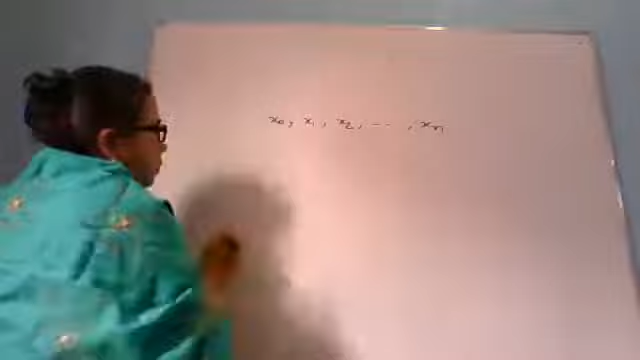 x₀, x₁, x₂, --- , xₙ